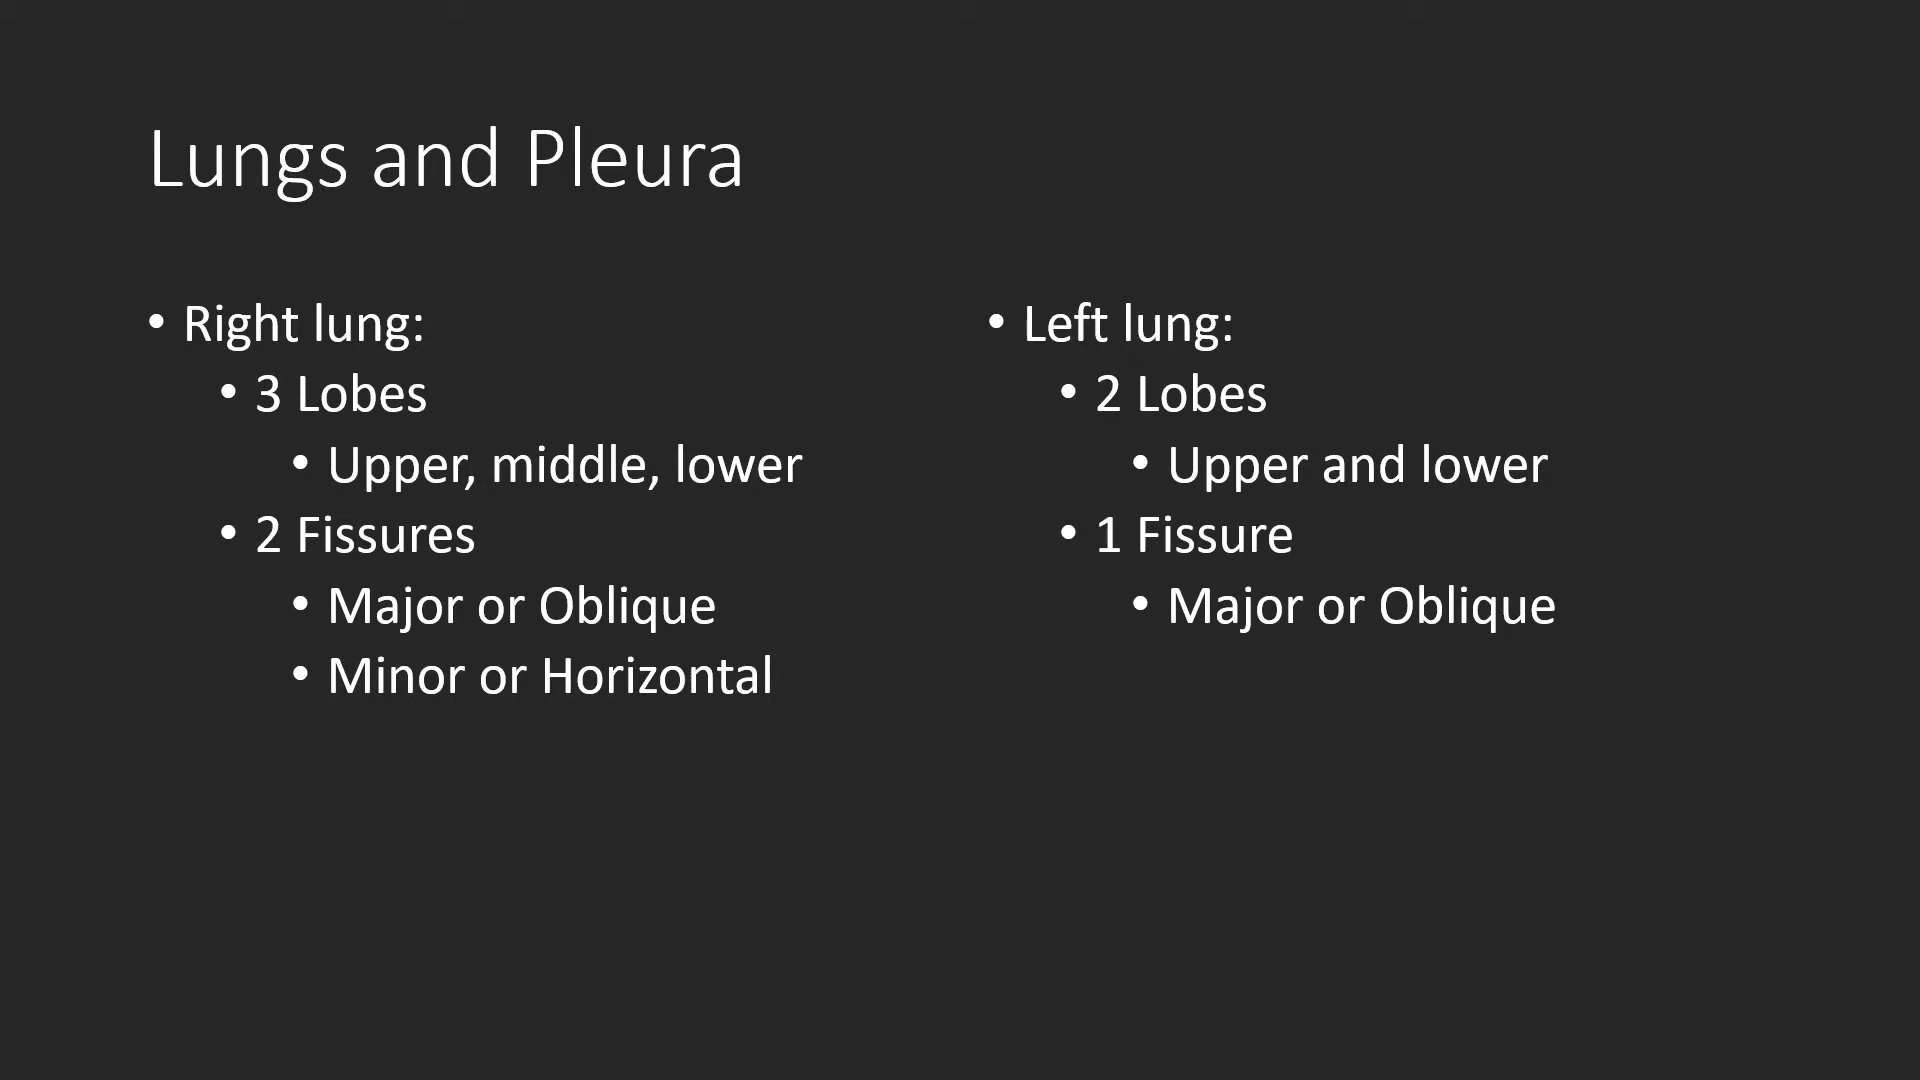 Lungs and Pleura
• Right lung:
• 3 Lobes
• Upper, middle, lower
• 2 Fissures
• Major or Oblique
• Minor or Horizontal
• Left lung:
• 2 Lobes
• Upper and lower
• 1 Fissure
• Major or Oblique